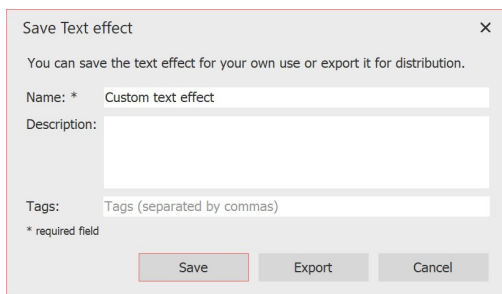 Save Text effect
You can save the text effect for your own use or export it for distribution.
Name: * Custom text effect
Description:
Tags: Tags (separated by commas)
* required field
Save Export Cancel